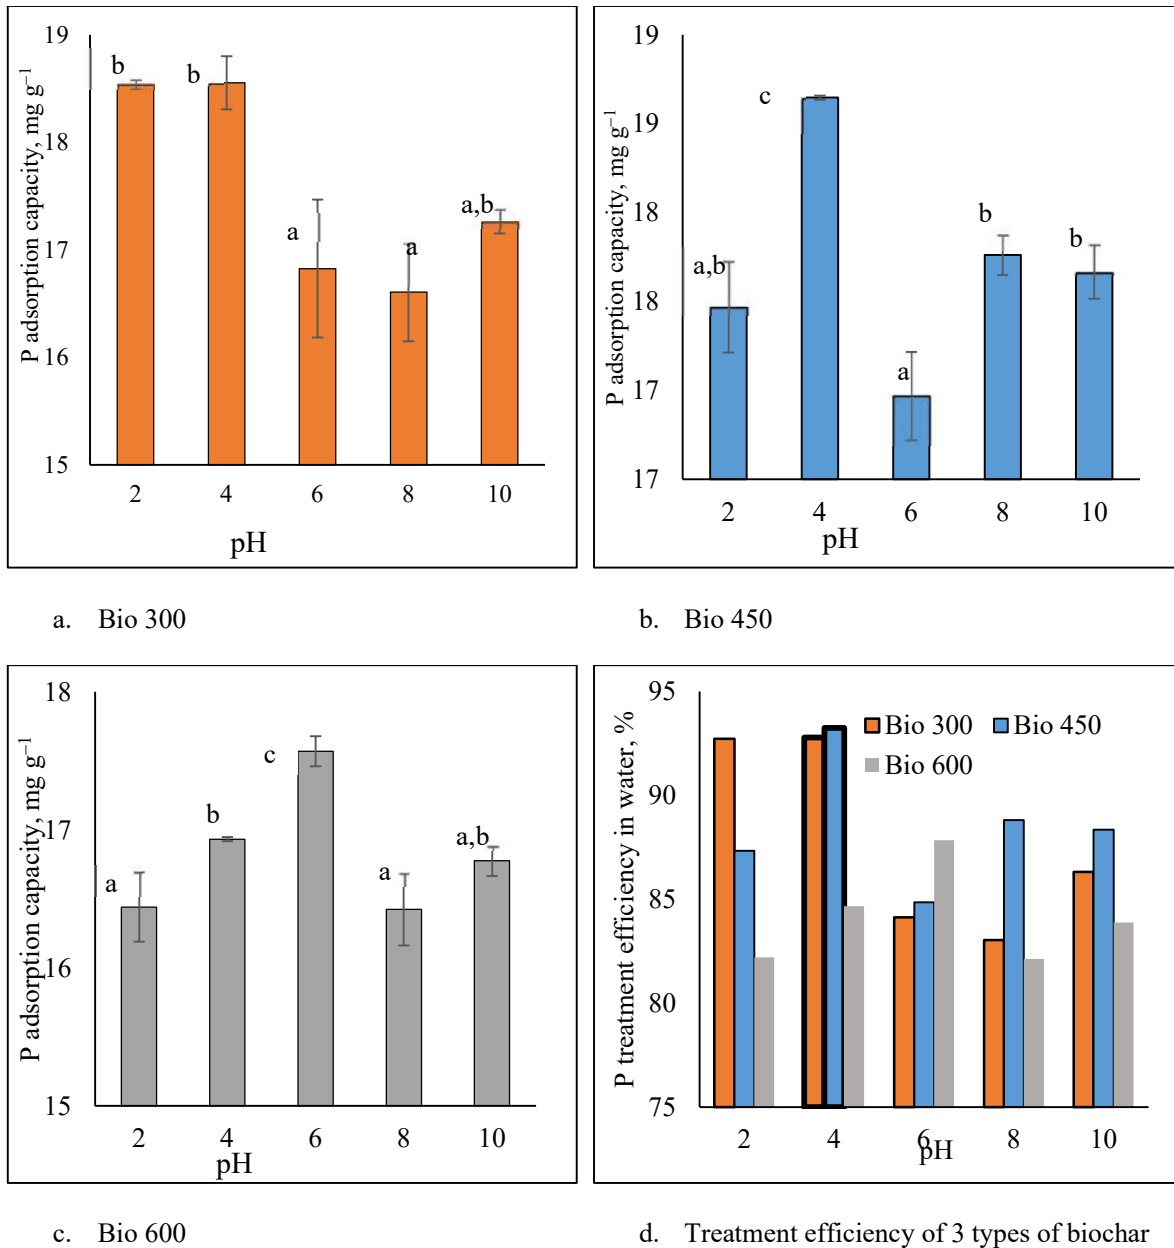 P adsorption capacity, mg g⁻¹
19
18
17
16
15
b
b
a
a
a,b
2 4 6 8 10
pH
a. Bio 300
P adsorption capacity, mg g⁻¹
19
19
18
18
17
17
a,b
c
a
b
b
2 4 6 8 10
pH
b. Bio 450
P adsorption capacity, mg g⁻¹
18
17
16
15
a
b
c
a
a,b
2 4 6 8 10
pH
c. Bio 600
P treatment efficiency in water, %
95
90
85
80
75
Bio 300 Bio 450
Bio 600
2 4 6 8 10
pH
d. Treatment efficiency of 3 types of biochar